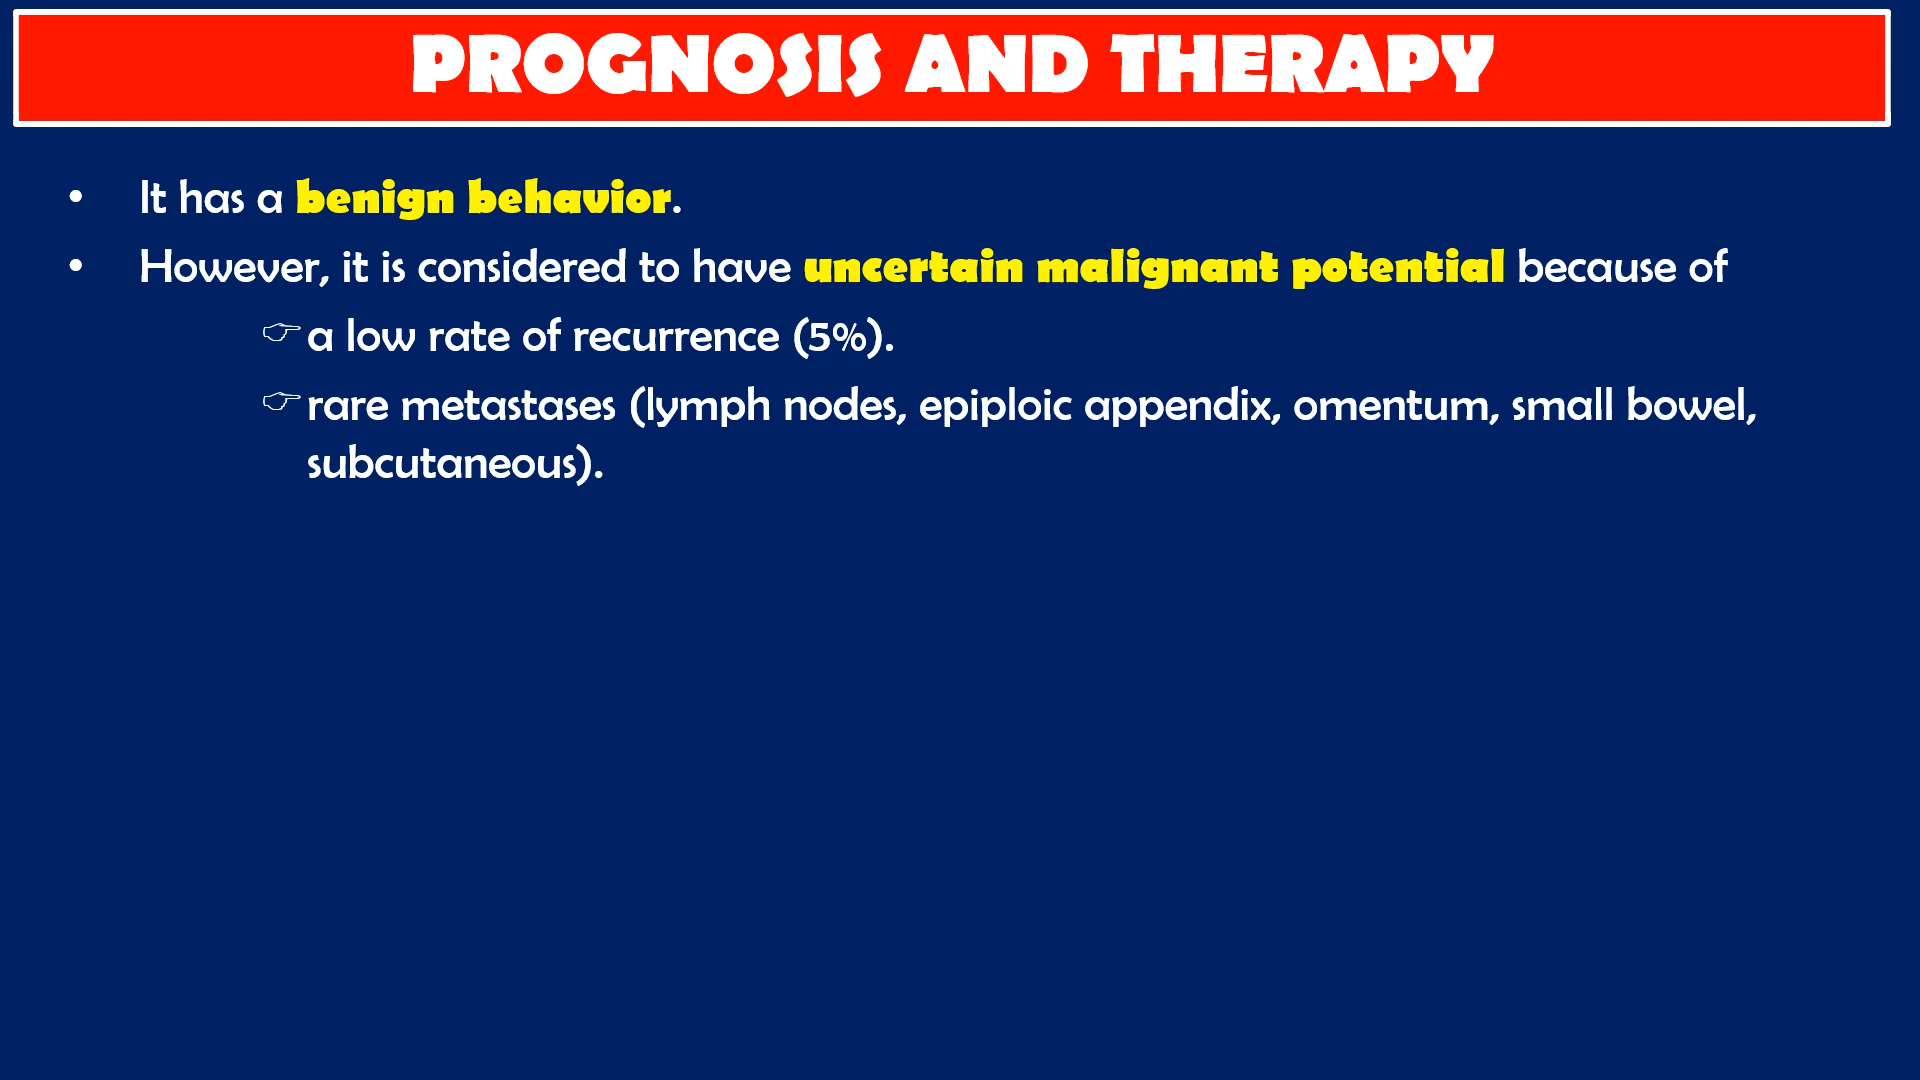 PROGNOSIS AND THERAPY
• It has a benign behavior.
• However, it is considered to have uncertain malignant potential because of
☞ a low rate of recurrence (5%).
☞ rare metastases (lymph nodes, epiploic appendix, omentum, small bowel,
subcutaneous).